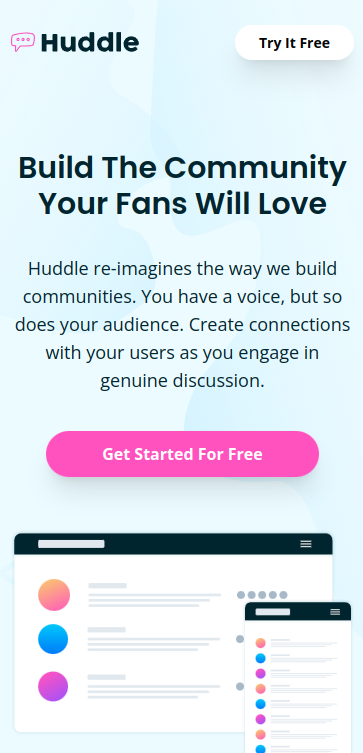 Huddle
Try It Free
Build The Community
Your Fans Will Love
Huddle re-imagines the way we build
communities. You have a voice, but so
does your audience. Create connections
with your users as you engage in
genuine discussion.
Get Started For Free